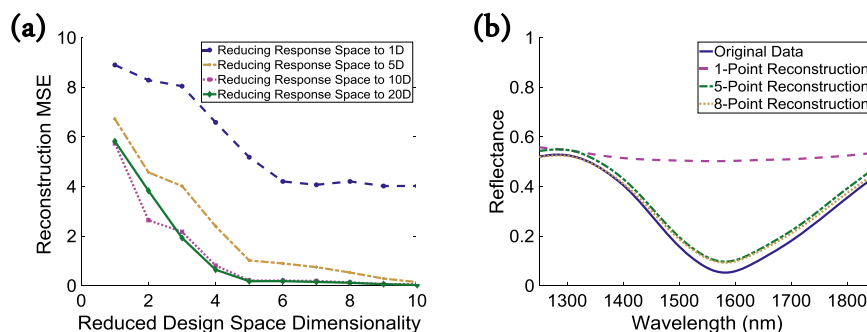 (a)
Reconstruction MSE
10
8
6
4
2
0
0 2 4 6 8 10
Reduced Design Space Dimensionality
Reducing Response Space to 1D
Reducing Response Space to 5D
Reducing Response Space to 10D
Reducing Response Space to 20D
(b)
Reflectance
1
0.8
0.6
0.4
0.2
0
1300 1400 1500 1600 1700 1800
Wavelength (nm)
Original Data
1-Point Reconstruction
5-Point Reconstruction
8-Point Reconstruction